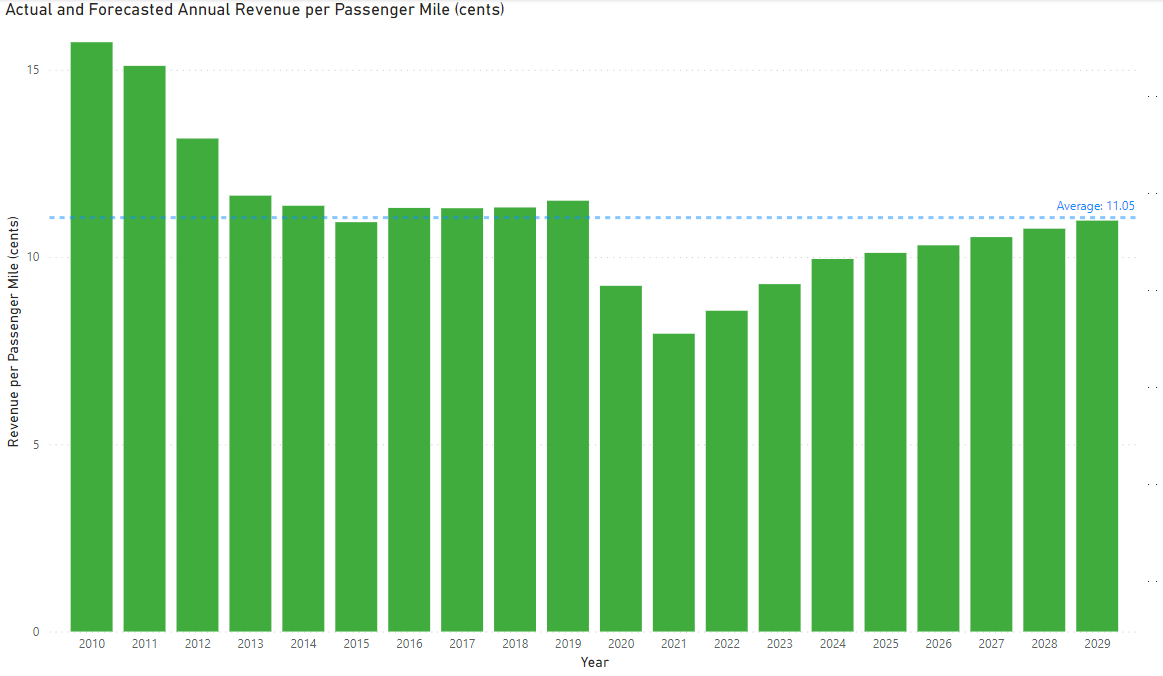 Actual and Forecasted Annual Revenue per Passenger Mile (cents)
Revenue per Passenger Mile (cents)
15
10
5
0
Average: 11.05
2010 2011 2012 2013 2014 2015 2016 2017 2018 2019 2020 2021 2022 2023 2024 2025 2026 2027 2028 2029
Year